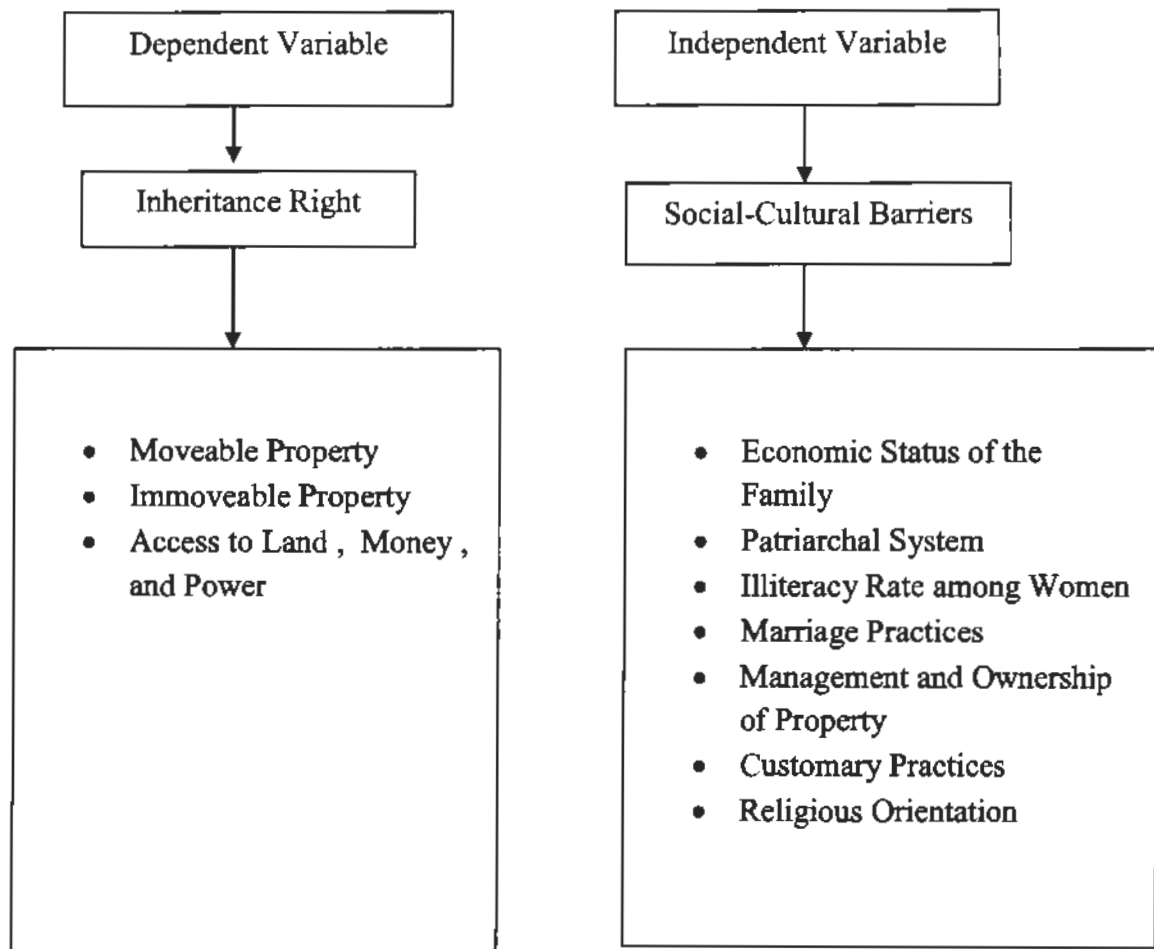 Dependent Variable
Inheritance Right
• Moveable Property
• Immoveable Property
• Access to Land , Money ,
and Power
Independent Variable
Social-Cultural Barriers
• Economic Status of the
Family
• Patriarchal System
• Illiteracy Rate among Women
• Marriage Practices
• Management and Ownership
of Property
• Customary Practices
• Religious Orientation